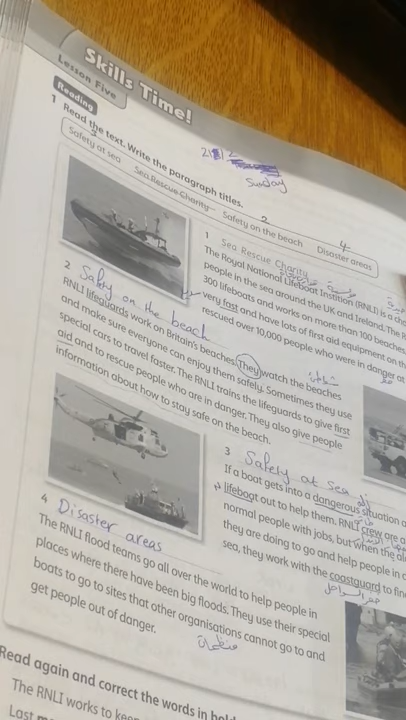 Skills Time!
Lesson Five
Reading
1 Read the text. Write the paragraph titles.
Sunday
3 2 4
Safety at sea Sea Rescue Charity Safety on the beach Disaster areas
1 Sea Rescue Charity
The Royal National Lifeboat Instition (RNLI) is a
people in the sea around the UK and Ireland. The
300 lifeboats and works on more than 100 beaches.
very fast and have lots of first aid equipment on
rescued over 10,000 people who were in danger at
2 Safety on the beach
RNLI lifeguards work on Britain's beaches. They watch the beaches
and make sure everyone can enjoy them safely. Sometimes they use
special cars to travel faster. The RNLI trains the lifeguards to give first
aid and to rescue people who are in danger. They also give people
information about how to stay safe on the beach.
3 Safety at Sea
If a boat gets into a dangerous situation
lifeboat out to help them. RNLI crew are
normal people with jobs, but when the
they are doing to go and help people in
sea, they work with the coastguard to
خفر السواحل
4 Disaster areas
The RNLI flood teams go all over the world to help people in
places where there have been big floods. They use their special
boats to go to sites that other organisations cannot go to and
get people out of danger.
منظمات
Read again and correct the words in
The RNLI works to
Last